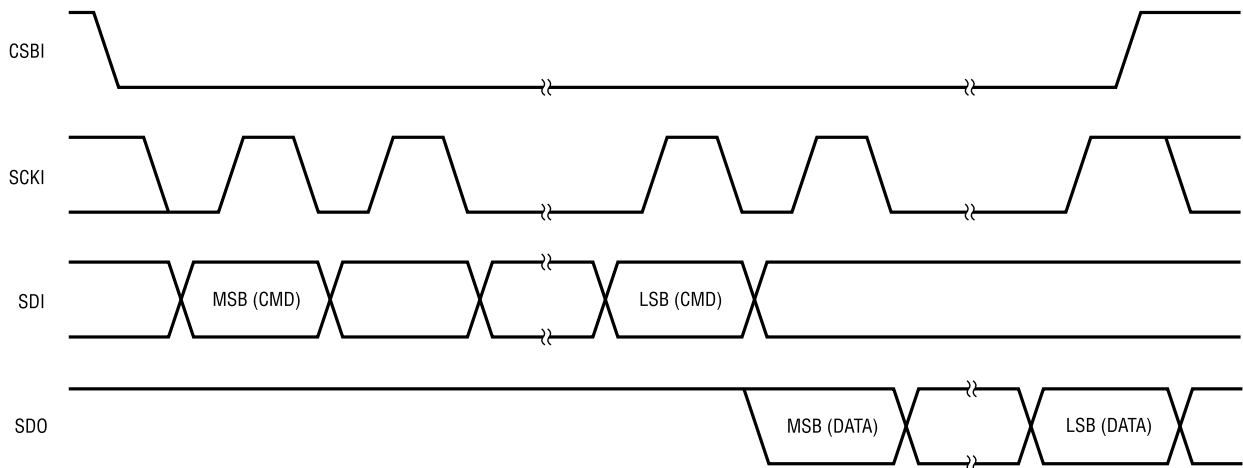 CSBI
SCKI
SDI
MSB (CMD)
LSB (CMD)
SDO
MSB (DATA)
LSB (DATA)